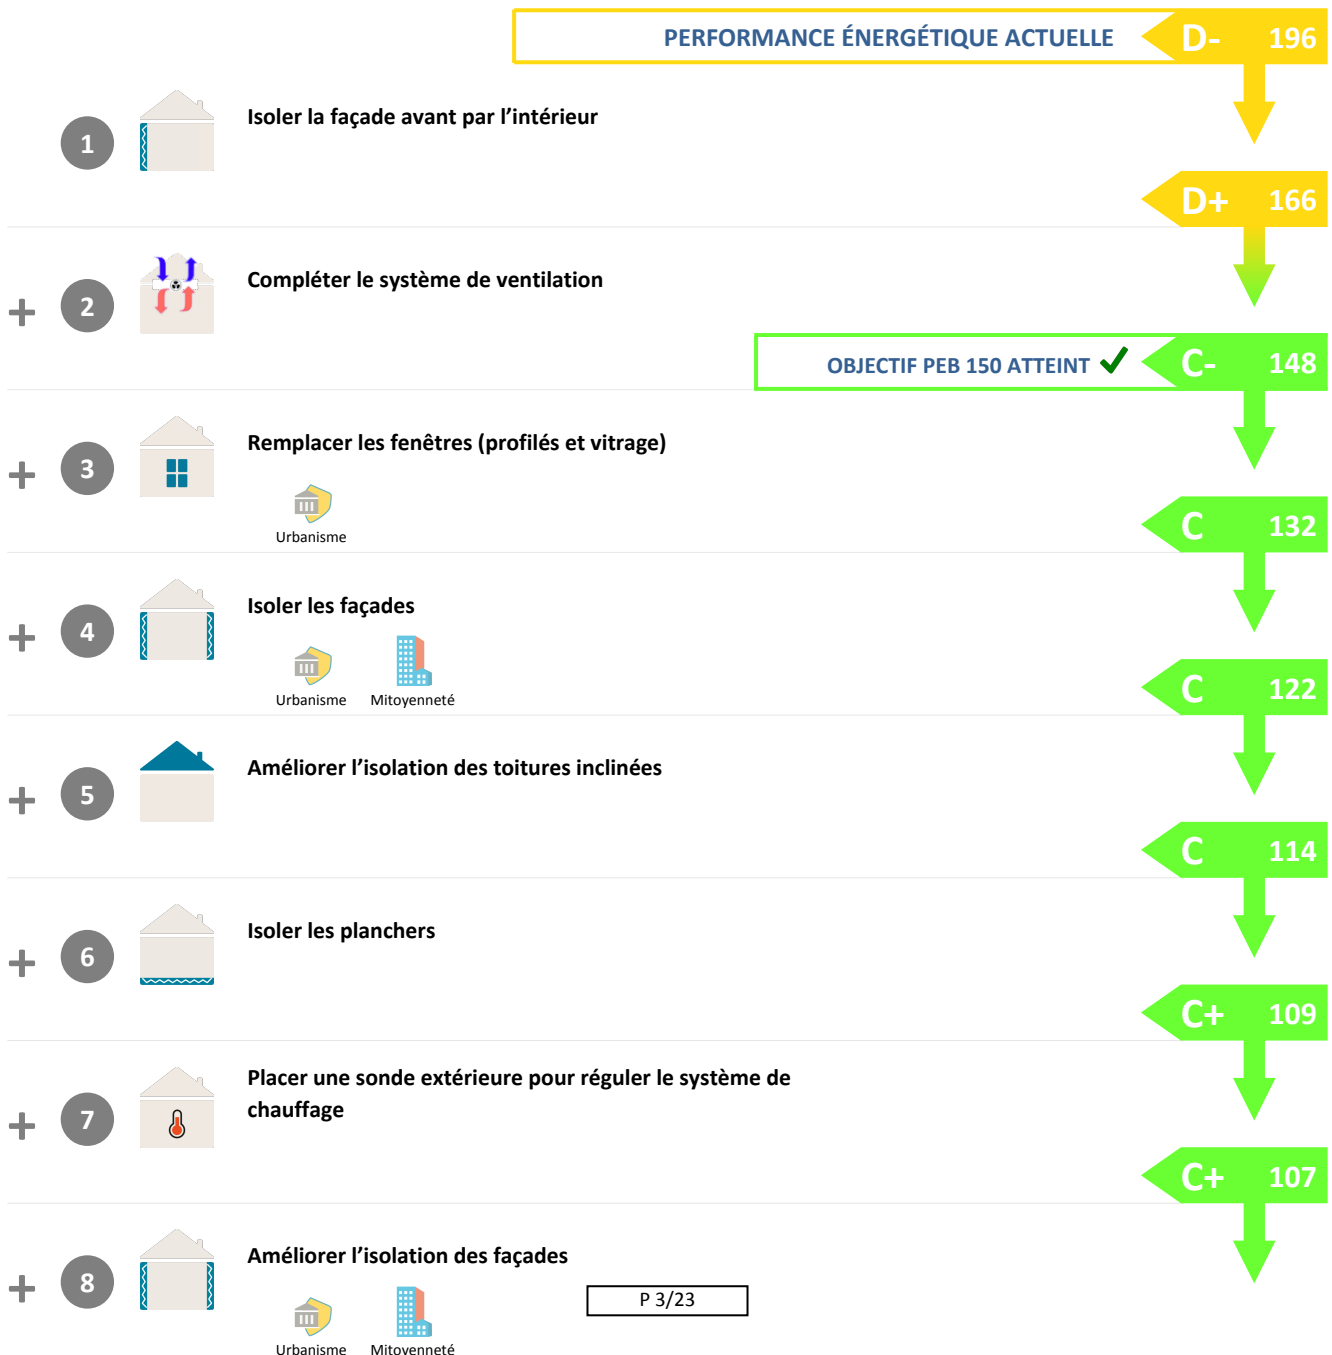 PERFORMANCE ÉNERGÉTIQUE ACTUELLE D- 196
1 Isoler la façade avant par l'intérieur
D+ 166
+ 2 Compléter le système de ventilation
OBJECTIF PEB 150 ATTEINT ✓ C- 148
+ 3 Remplacer les fenêtres (profilés et vitrage)
Urbanisme
C 132
+ 4 Isoler les façades
Urbanisme Mitoyenneté
C 122
+ 5 Améliorer l'isolation des toitures inclinées
C 114
+ 6 Isoler les planchers
C+ 109
+ 7 Placer une sonde extérieure pour réguler le système de
chauffage
C+ 107
+ 8 Améliorer l'isolation des façades
P 3/23
Urbanisme Mitoyenneté